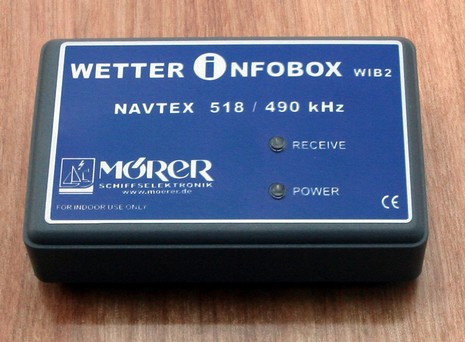 WETTER iNFOBOX WIB2
NAVTEX 518 / 490 kHz
RECEIVE
MÖRER
SCHIFFSELEKTRONIK
www.moerer.de
POWER
FOR INDOOR USE ONLY
CE